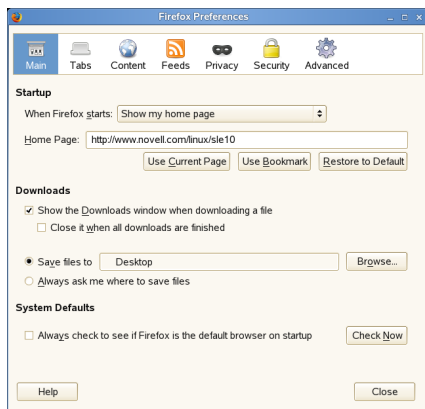 Firefox Preferences
Main Tabs Content Feeds Privacy Security Advanced
Startup
When Firefox starts: Show my home page
Home Page: http://www.novell.com/linux/sle10
Use Current Page Use Bookmark Restore to Default
Downloads
Show the Downloads window when downloading a file
Close it when all downloads are finished
Save files to Desktop Browse...
Always ask me where to save files
System Defaults
Always check to see if Firefox is the default browser on startup Check Now
Help Close